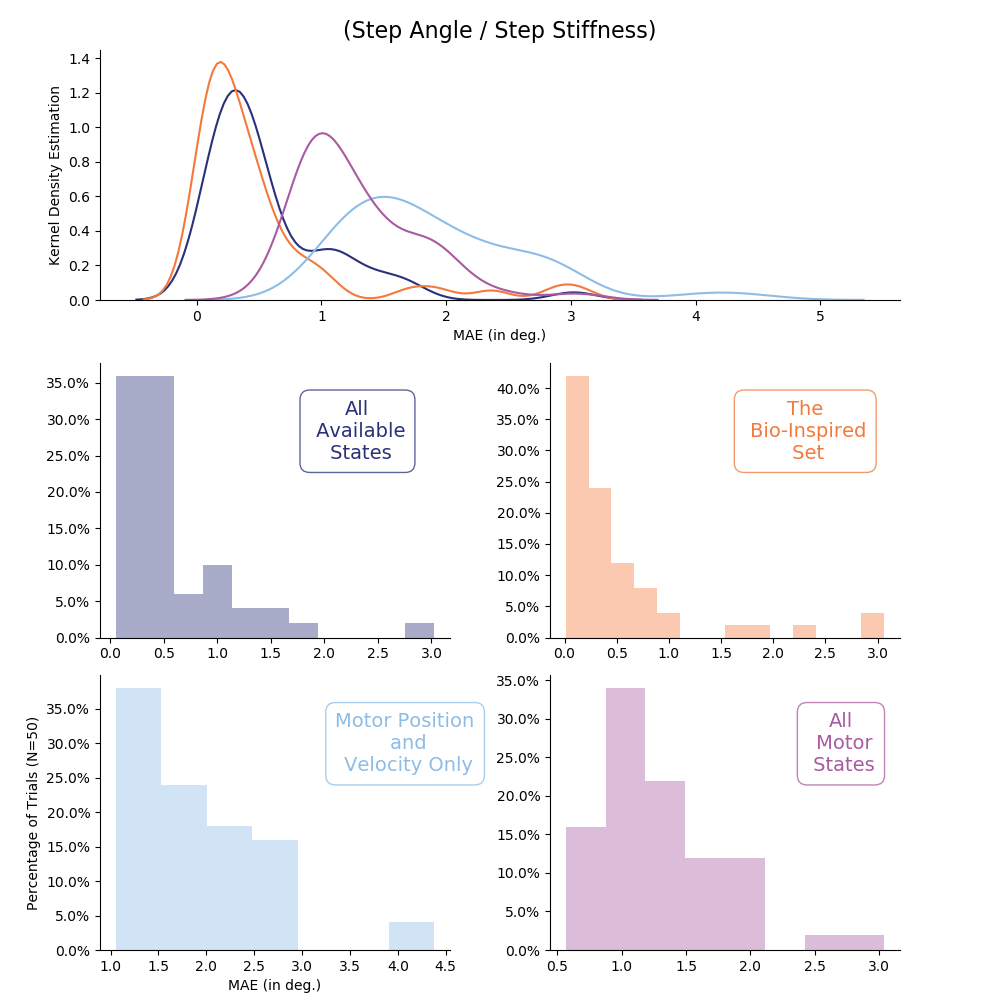 (Step Angle / Step Stiffness)
Kernel Density Estimation
1.4
1.2
1.0
0.8
0.6
0.4
0.2
0.0
0 1 2 3 4 5
MAE (in deg.)
35.0%
30.0%
25.0%
20.0%
15.0%
10.0%
5.0%
0.0%
All
Available
States
0.0 0.5 1.0 1.5 2.0 2.5 3.0
40.0%
35.0%
30.0%
25.0%
20.0%
15.0%
10.0%
5.0%
0.0%
The
Bio-Inspired
Set
0.0 0.5 1.0 1.5 2.0 2.5 3.0
Percentage of Trials (N=50)
35.0%
30.0%
25.0%
20.0%
15.0%
10.0%
5.0%
0.0%
Motor Position
and
Velocity Only
1.0 1.5 2.0 2.5 3.0 3.5 4.0 4.5
MAE (in deg.)
35.0%
30.0%
25.0%
20.0%
15.0%
10.0%
5.0%
0.0%
All
Motor
States
0.5 1.0 1.5 2.0 2.5 3.0